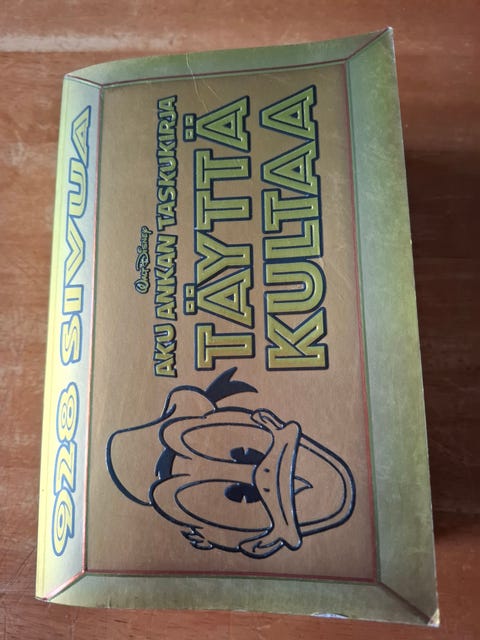 928 SIVUA
WALT DISNEY
AKU ANKAN TASKUKIRJA
TÄYTTÄ
KULTAA